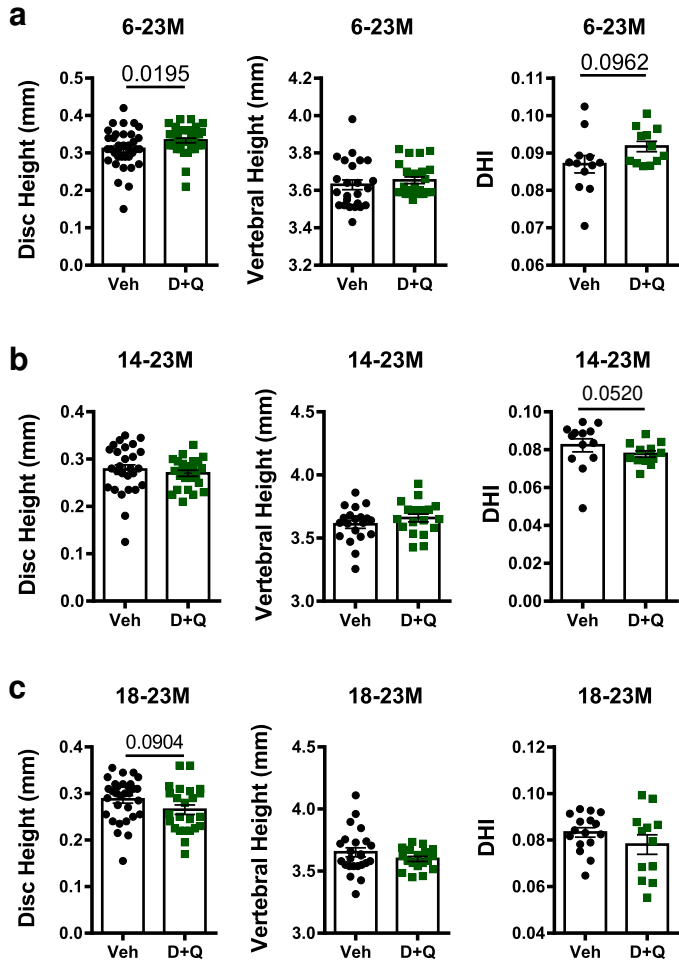 a
6-23M
6-23M
6-23M
Disc Height (mm)
0.5
0.4
0.3
0.2
0.1
0.0
0.0195
Veh
D+Q
Vertebral Height (mm)
4.2
4.0
3.8
3.6
3.4
3.2
Veh
D+Q
DHI
0.11
0.10
0.09
0.08
0.07
0.06
0.0962
Veh
D+Q
b
14-23M
14-23M
14-23M
Disc Height (mm)
0.4
0.3
0.2
0.1
0.0
Veh
D+Q
Vertebral Height (mm)
4.5
4.0
3.5
3.0
Veh
D+Q
DHI
0.10
0.08
0.06
0.04
0.02
0.00
0.0520
Veh
D+Q
c
18-23M
18-23M
18-23M
Disc Height (mm)
0.4
0.3
0.2
0.1
0.0
0.0904
Veh
D+Q
Vertebral Height (mm)
4.5
4.0
3.5
3.0
Veh
D+Q
DHI
0.12
0.10
0.08
0.06
0.04
Veh
D+Q